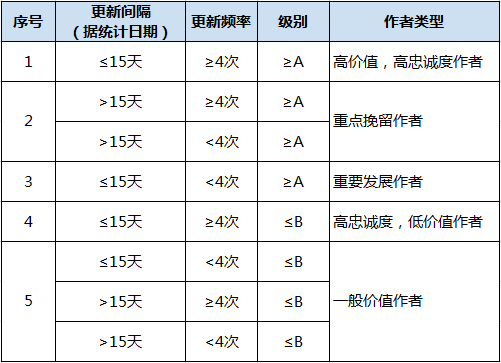 序号 更新间隔（据统计日期） 更新频率 级别 作者类型
1 ≤15天 ≥4次 ≥A 高价值，高忠诚度作者
2 >15天 ≥4次 ≥A 重点挽留作者
>15天 <4次 ≥A
3 ≤15天 <4次 ≥A 重要发展作者
4 ≤15天 ≥4次 ≤B 高忠诚度，低价值作者
5 ≤15天 <4次 ≤B 一般价值作者
>15天 ≥4次 ≤B
>15天 <4次 ≤B